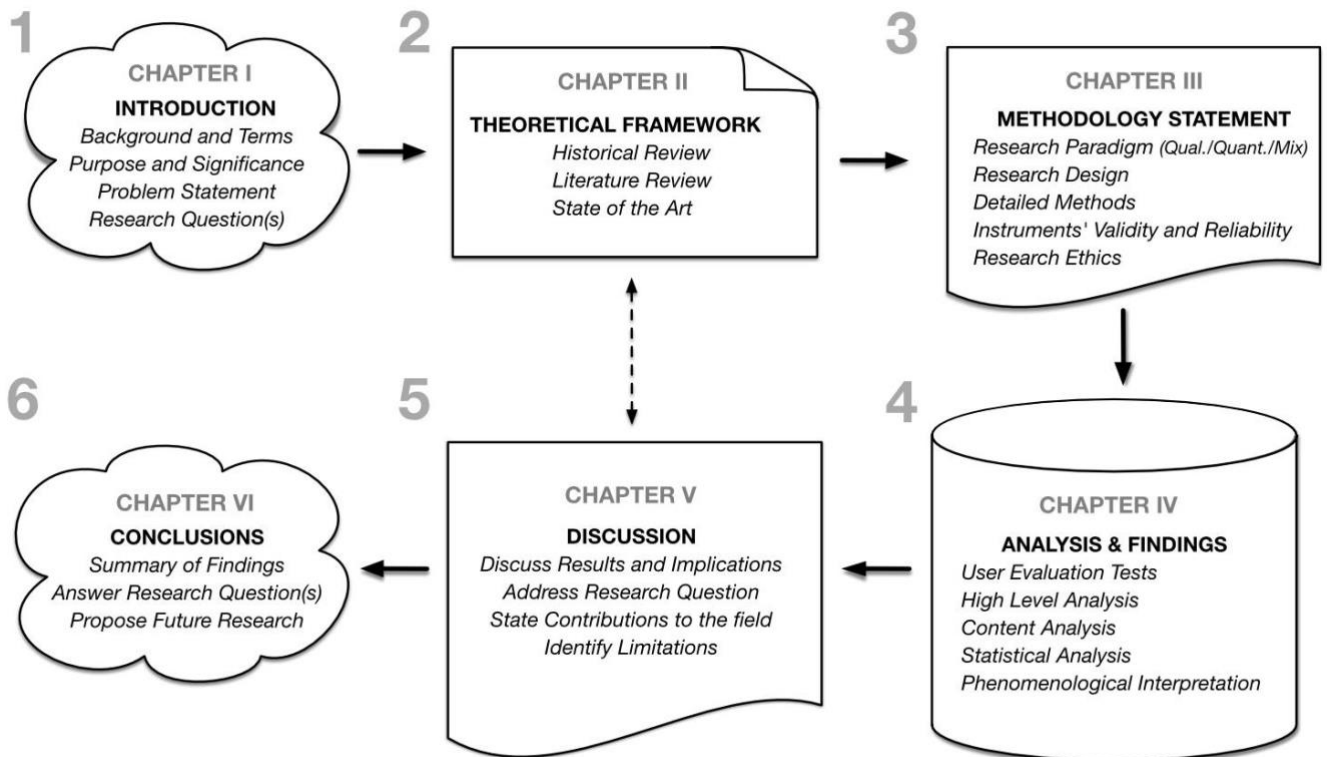 1
CHAPTER I
INTRODUCTION
Background and Terms
Purpose and Significance
Problem Statement
Research Question(s)
2
CHAPTER II
THEORETICAL FRAMEWORK
Historical Review
Literature Review
State of the Art
3
CHAPTER III
METHODOLOGY STATEMENT
Research Paradigm (Qual./Quant./Mix)
Research Design
Detailed Methods
Instruments' Validity and Reliability
Research Ethics
4
CHAPTER IV
ANALYSIS & FINDINGS
User Evaluation Tests
High Level Analysis
Content Analysis
Statistical Analysis
Phenomenological Interpretation
5
CHAPTER V
DISCUSSION
Discuss Results and Implications
Address Research Question
State Contributions to the field
Identify Limitations
6
CHAPTER VI
CONCLUSIONS
Summary of Findings
Answer Research Question(s)
Propose Future Research